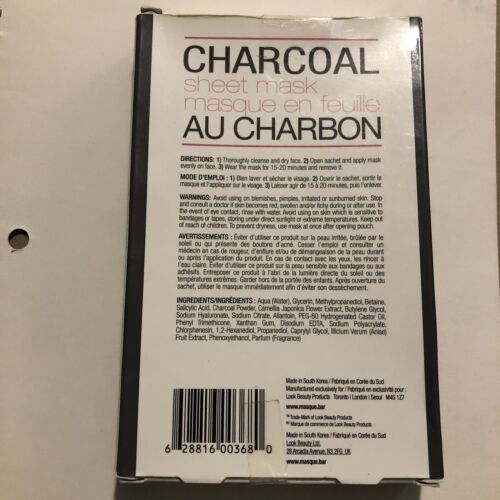 CHARCOAL
sheet mask
masque en feuille
AU CHARBON
DIRECTIONS: 1) Thoroughly cleanse and dry face. 2) Open sachet and apply mask
evenly on face. 3) Wear the mask for 15-20 minutes and remove it.
MODE D'EMPLOI : 1) Bien laver et sécher le visage. 2) Ouvrir le sachet, sortir le
masque et l'appliquer sur le visage. 3) Laisser agir de 15 à 20 minutes, puis l'enlever.
WARNINGS: Avoid using on blemishes, pimples, irritated or sunburned skin. Stop
and consult a doctor if skin becomes red, swollen and/or itchy during or after use. In
the event of eye contact, rinse with water. Avoid using on skin which is sensitive to
bandages or tapes, storing under direct sunlight or extreme temperatures. Keep out
of reach of children. To prevent dryness, use mask at once after opening pouch.
AVERTISSEMENTS : Éviter d'utiliser ce produit sur la peau irritée, brûlée par le
soleil ou qui présente des boutons d'acné. Cesser l'emploi et consulter un
médecin en cas de rougeur, d'enflure et/ou de démangeaison de la peau durant
ou après l'application du produit. En cas de contact avec les yeux, les rincer à
l'eau claire. Éviter d'utiliser ce produit sur la peau sensible aux bandages ou aux
adhésifs. Entreposer ce produit à l'abri de la lumière directe du soleil ou des
températures extrêmes. Garder hors de la portée des enfants. Après ouverture du
sachet, utiliser le masque immédiatement afin d'éviter son dessèchement.
INGREDIENTS/INGRÉDIENTS : Aqua (Water), Glycerin, Methylpropanediol, Betaine,
Salicylic Acid, Charcoal Powder, Camellia Japonica Flower Extract, Butylene Glycol,
Sodium Hyaluronate, Sodium Citrate, Allantoin, PEG-60 Hydrogenated Castor Oil,
Phenyl Trimethicone, Xanthan Gum, Disodium EDTA, Sodium Polyacrylate,
Chlorphenesin, 1,2-Hexanediol, Propanediol, Caprylyl Glycol, Illicium Verum (Anise)
Fruit Extract, Phenoxyethanol, Parfum (Fragrance)
Made in South Korea / Fabriqué en Corée du Sud
Manufactured exclusively for / Fabriqué en exclusivité pour :
Look Beauty Products Toronto | London | Seoul M4S 1Z7
www.masque.bar
™ Trade-Mark of Look Beauty Products
MC Marque de commerce de Look Beauty Products
Made in South Korea / Fabriqué en Corée du Sud
Look Beauty Ltd.
28 Arcadia Avenue, N3 2FG, UK
www.masque.bar
6 28816 00368 0